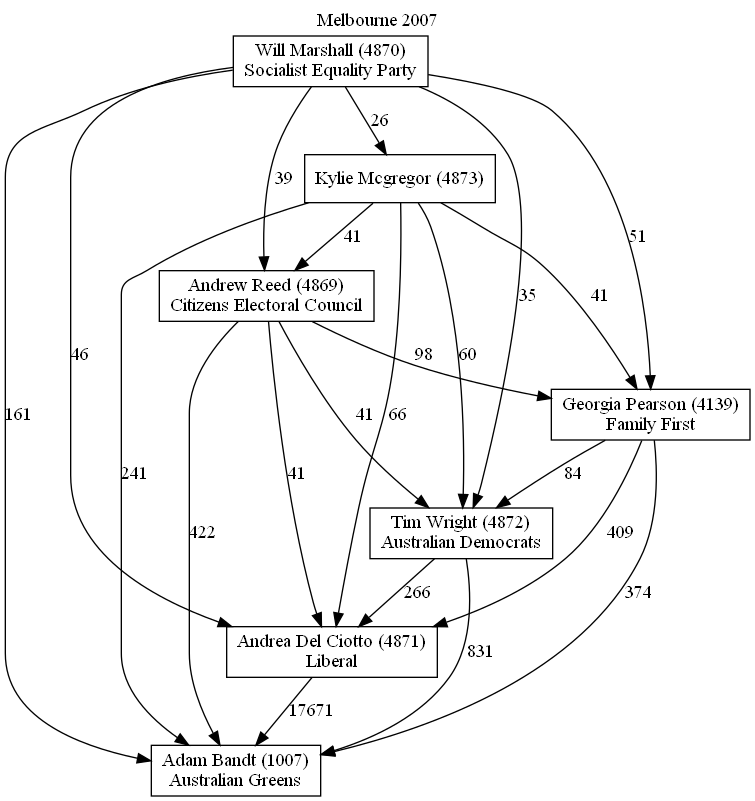 Melbourne 2007
Will Marshall (4870)
Socialist Equality Party
26
39
Kylie Mcgregor (4873)
41
51
Andrew Reed (4869)
Citizens Electoral Council
35
41
46
98
60
Georgia Pearson (4139)
Family First
161
66
41
241
41
84
Tim Wright (4872)
Australian Democrats
422
409
266
374
Andrea Del Ciotto (4871)
Liberal
831
17671
Adam Bandt (1007)
Australian Greens